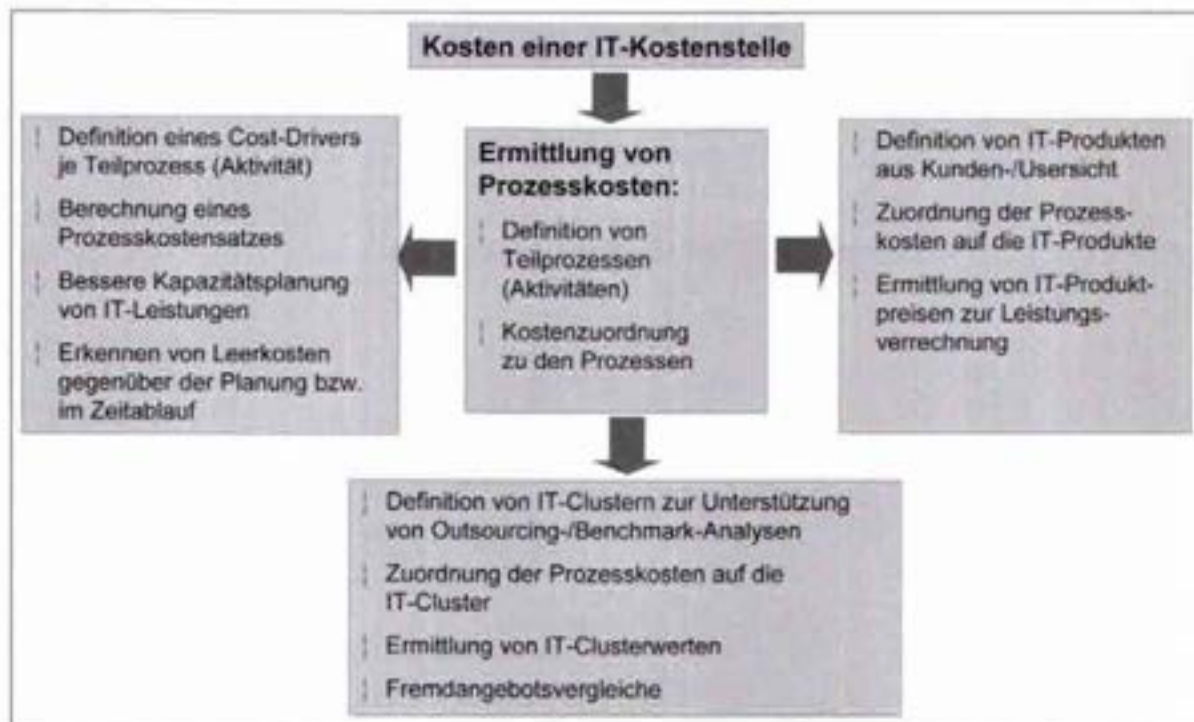 Kosten einer IT-Kostenstelle
Definition eines Cost-Drivers
je Teilprozess (Aktivität)
Berechnung eines
Prozesskostensatzes
Bessere Kapazitätsplanung
von IT-Leistungen
Erkennen von Leerkosten
gegenüber der Planung bzw.
im Zeitablauf
Ermittlung von
Prozesskosten:
Definition von
Teilprozessen
(Aktivitäten)
Kostenzuordnung
zu den Prozessen
Definition von IT-Produkten
aus Kunden-/Usersicht
Zuordnung der Prozess-
kosten auf die IT-Produkte
Ermittlung von IT-Produkt-
preisen zur Leistungs-
verrechnung
Definition von IT-Clustern zur Unterstützung
von Outsourcing-/Benchmark-Analysen
Zuordnung der Prozesskosten auf die
IT-Cluster
Ermittlung von IT-Clusterwerten
Fremdangebotsvergleiche